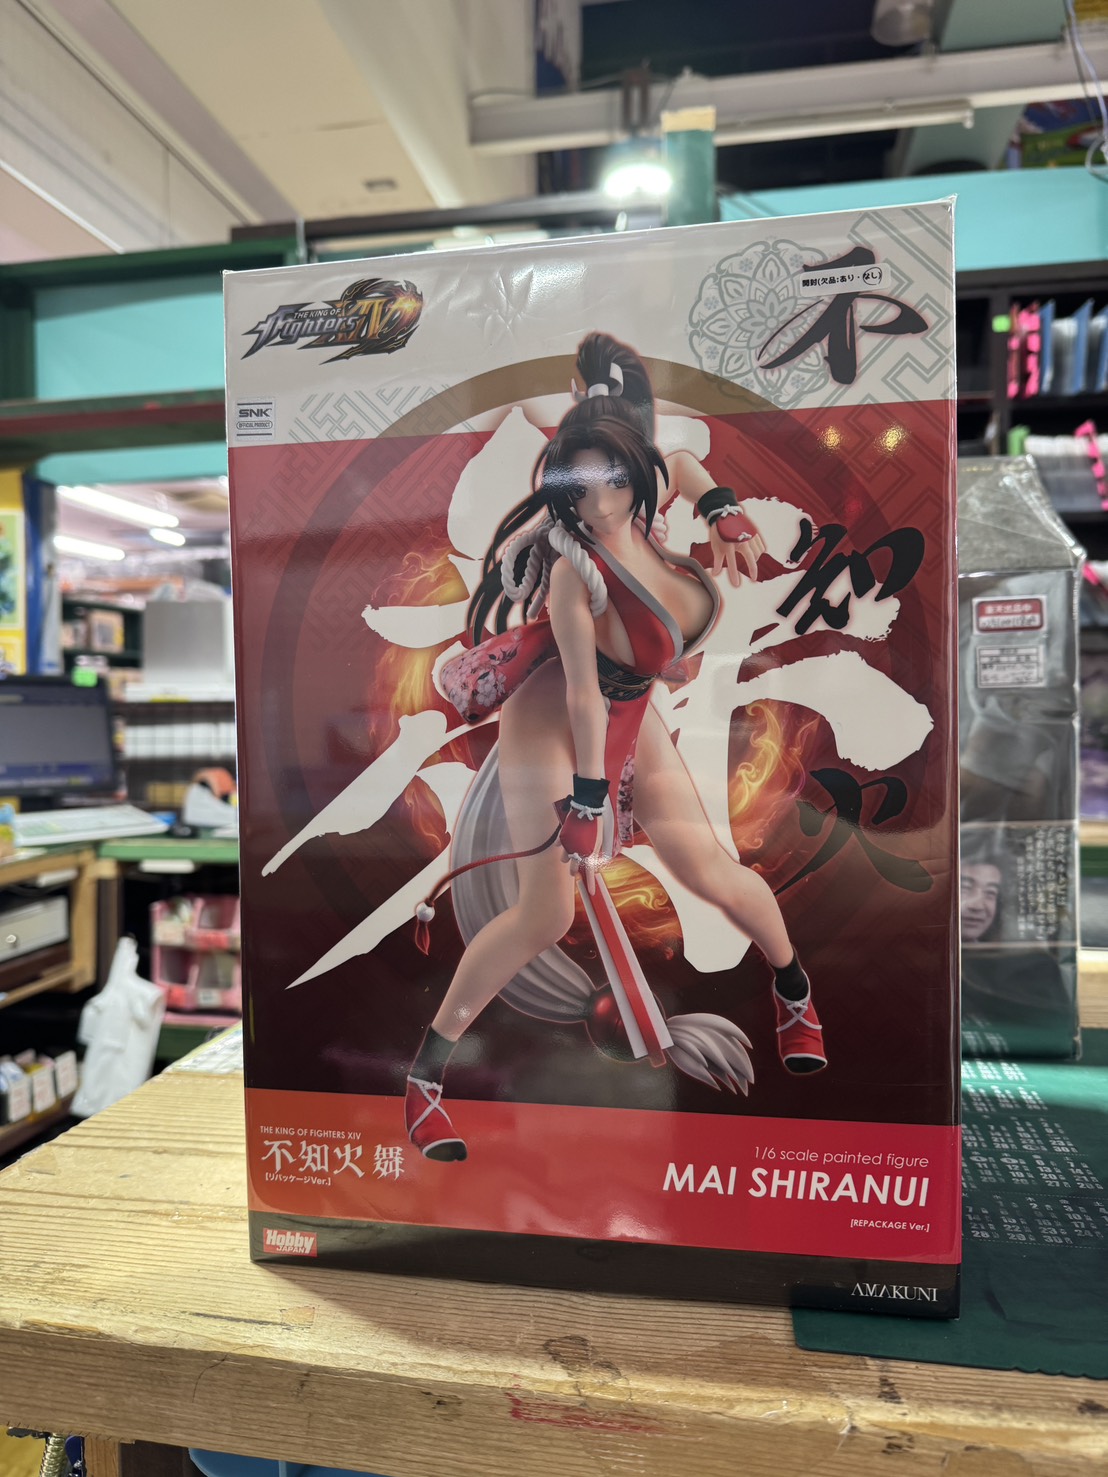 THE KING OF
Fighters XIV
不
開封(欠品:あり・なし)
SNK
OFFICIAL PRODUCT
知
火
舞
THE KING OF FIGHTERS XIV
不知火 舞
[リパッケージVer.]
1/6 scale painted figure
MAI SHIRANUI
[REPACKAGE Ver.]
Hobby
JAPAN
AMAKUNI